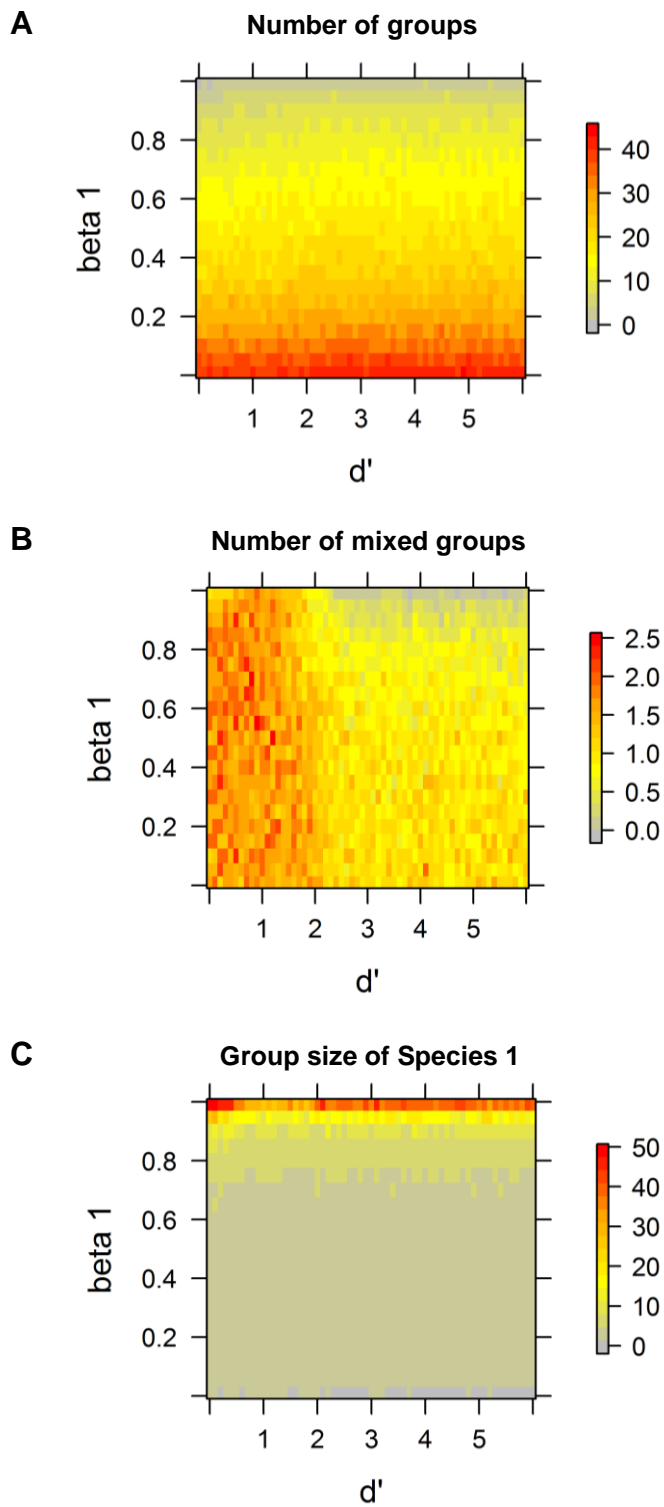 A
Number of groups
beta 1
0.8
0.6
0.4
0.2
1 2 3 4 5
d'
40
30
20
10
0
B
Number of mixed groups
beta 1
0.8
0.6
0.4
0.2
1 2 3 4 5
d'
2.5
2.0
1.5
1.0
0.5
0.0
C
Group size of Species 1
beta 1
0.8
0.6
0.4
0.2
1 2 3 4 5
d'
50
40
30
20
10
0